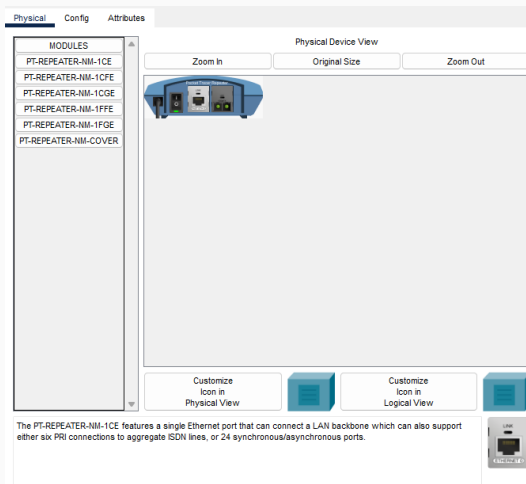 Physical Config Attributes
MODULES
PT-REPEATER-NM-1CE
PT-REPEATER-NM-1CFE
PT-REPEATER-NM-1CGE
PT-REPEATER-NM-1FFE
PT-REPEATER-NM-1FGE
PT-REPEATER-NM-COVER
Physical Device View
Zoom In Original Size Zoom Out
Customize
Icon in
Physical View
Customize
Icon in
Logical View
The PT-REPEATER-NM-1CE features a single Ethernet port that can connect a LAN backbone which can also support
either six PRI connections to aggregate ISDN lines, or 24 synchronous/asynchronous ports.
LINK